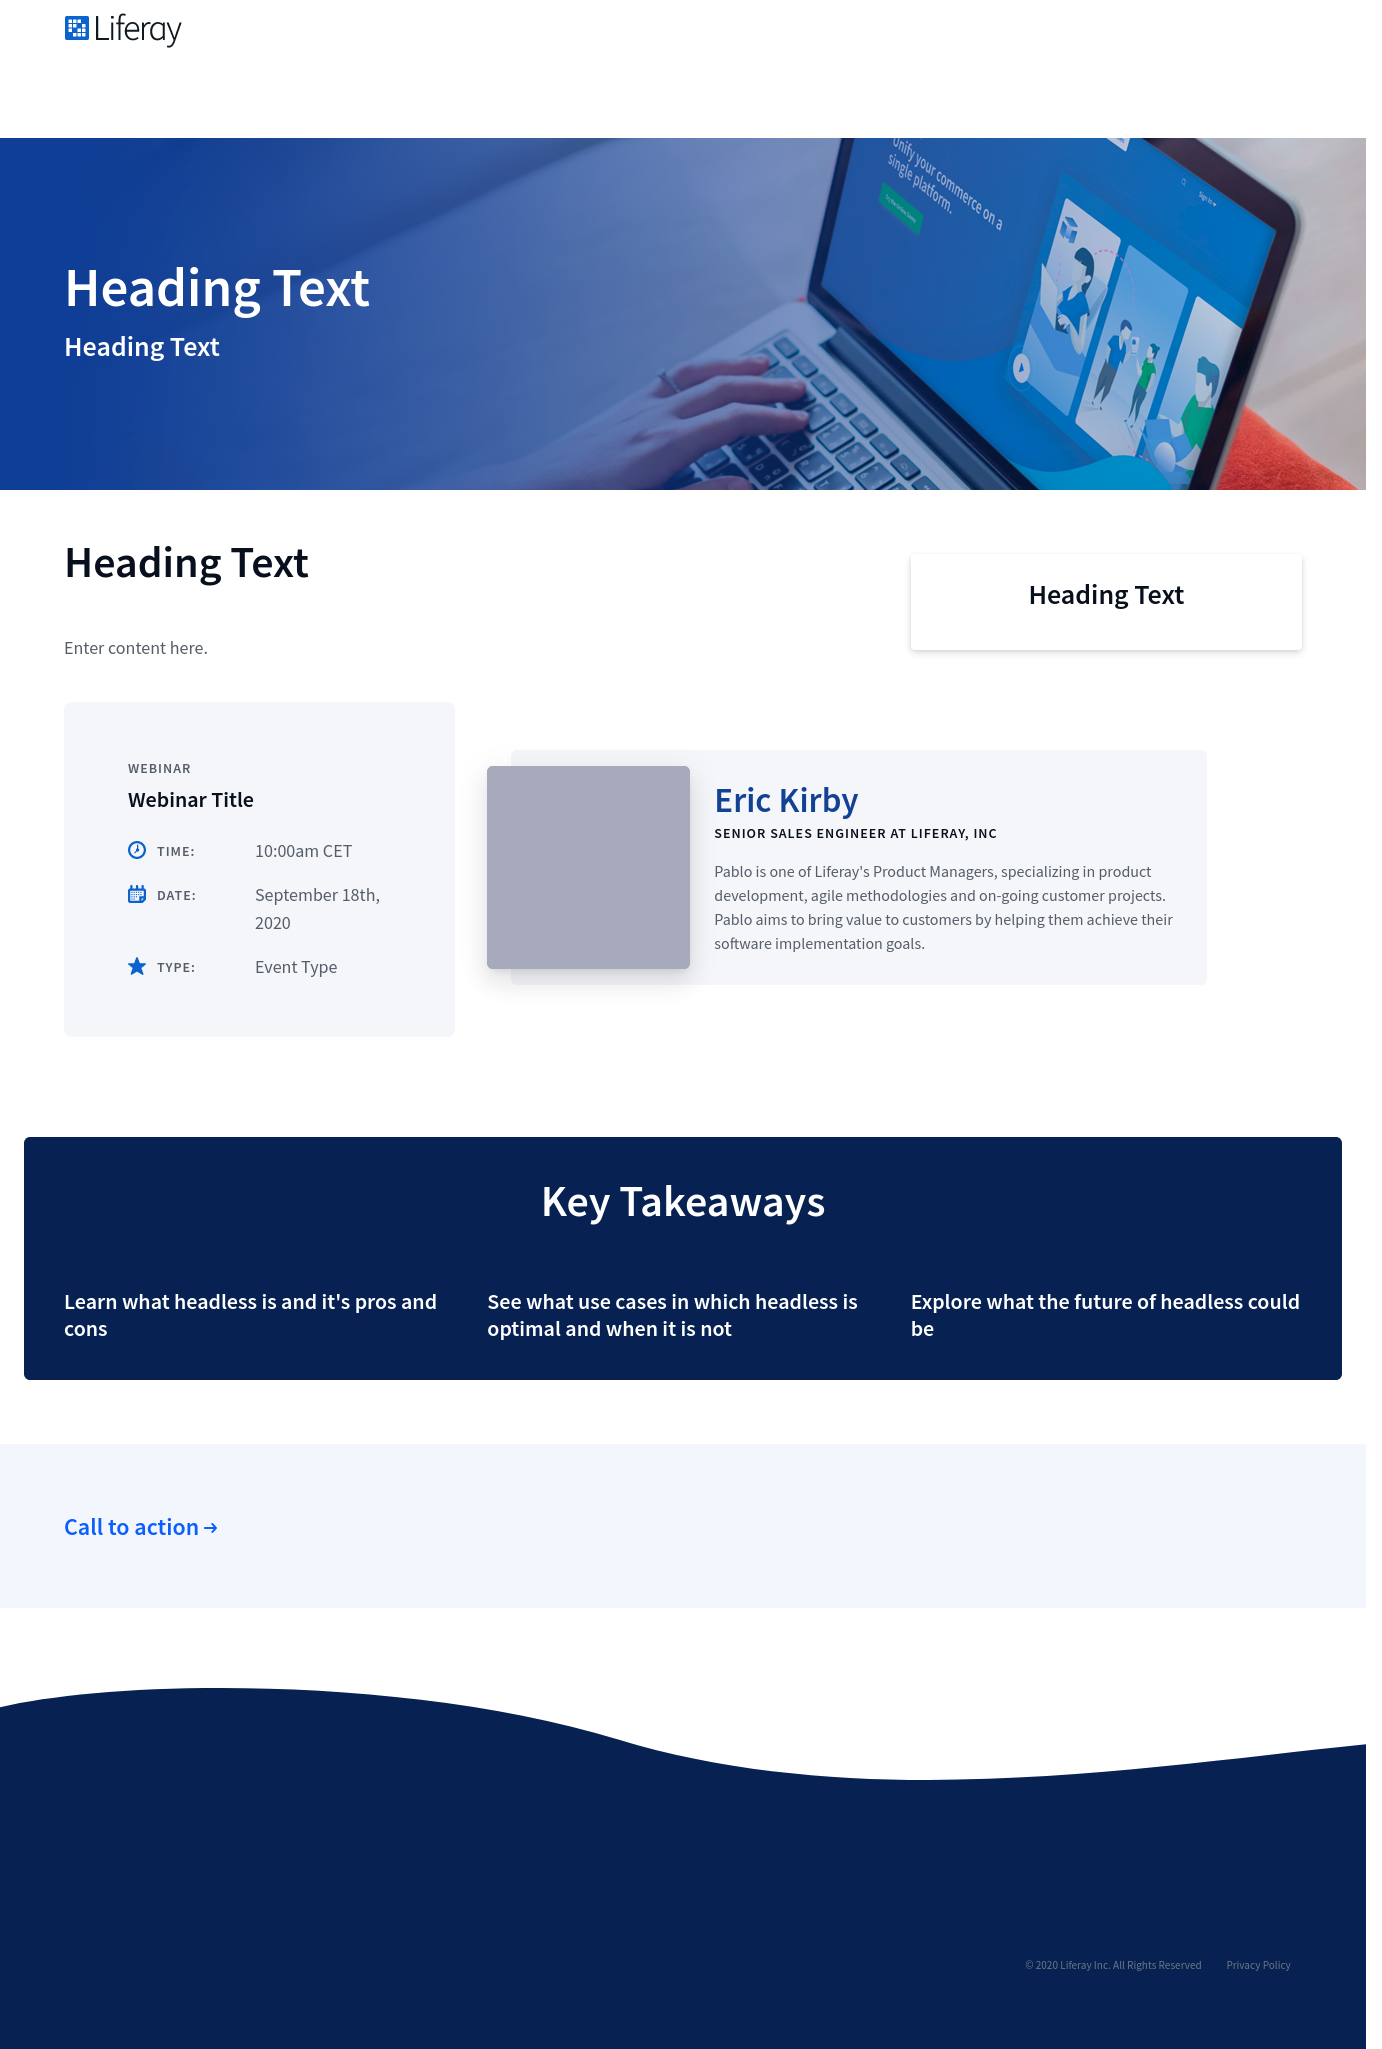 Liferay
Unify your commerce on a
single platform.
Sign In
Heading Text
Heading Text
Heading Text
Heading Text
Enter content here.
WEBINAR
Webinar Title
TIME: 10:00am CET
DATE: September 18th,
2020
TYPE: Event Type
Eric Kirby
SENIOR SALES ENGINEER AT LIFERAY, INC
Pablo is one of Liferay's Product Managers, specializing in product
development, agile methodologies and on-going customer projects.
Pablo aims to bring value to customers by helping them achieve their
software implementation goals.
Key Takeaways
Learn what headless is and it's pros and
cons
See what use cases in which headless is
optimal and when it is not
Explore what the future of headless could
be
Call to action →
© 2020 Liferay Inc. All Rights Reserved Privacy Policy